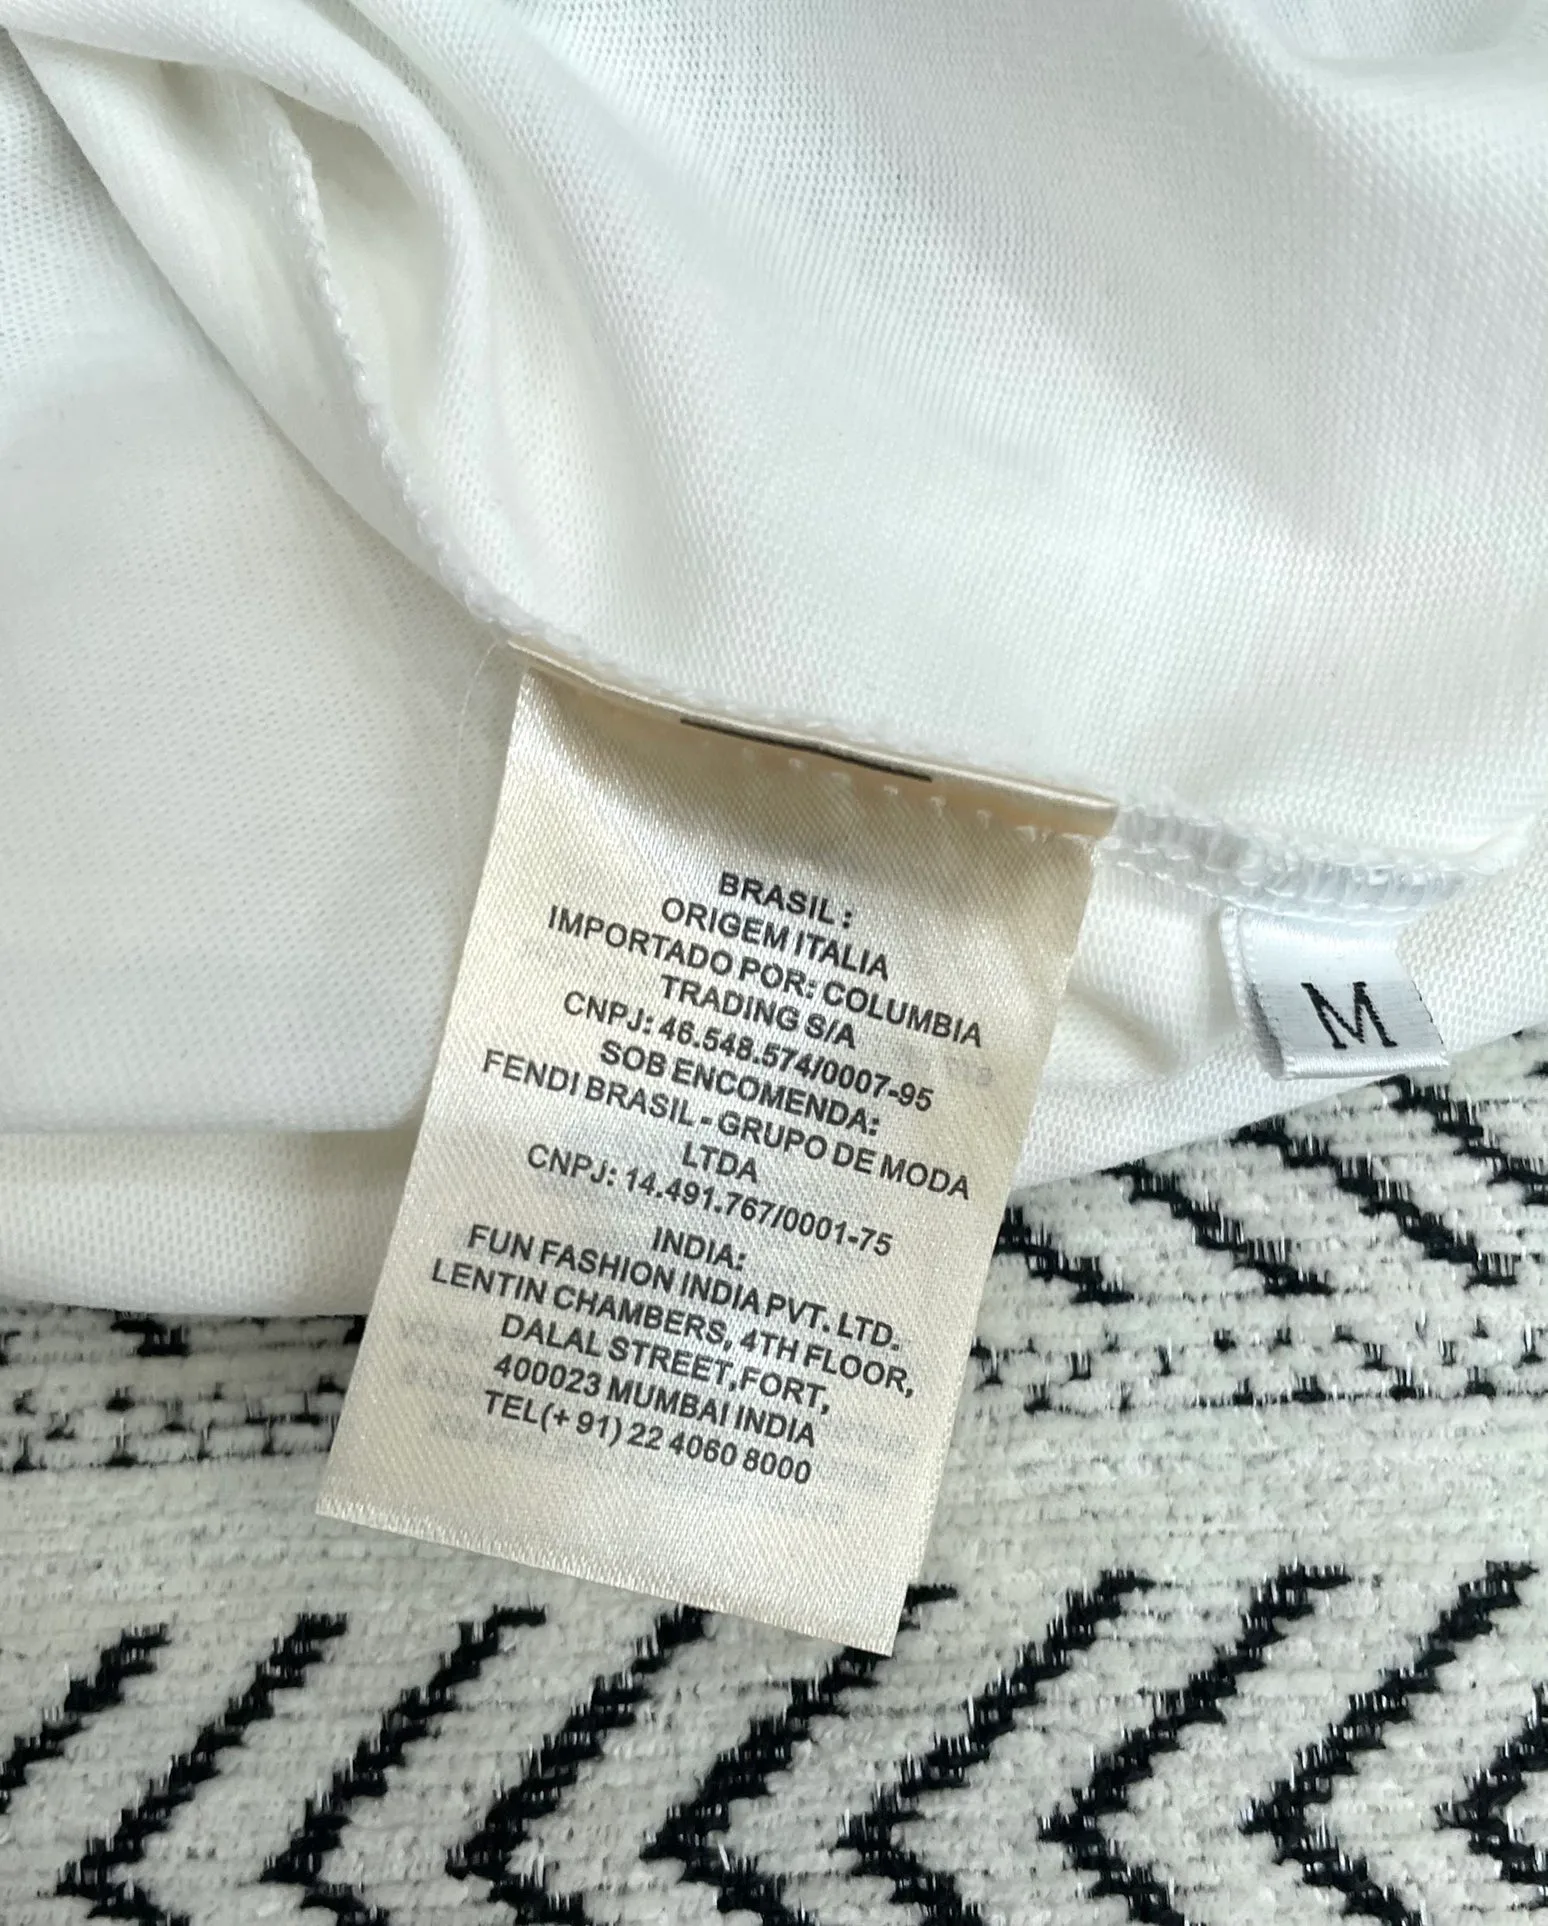 BRASIL:
ORIGEM ITALIA
IMPORTADO POR: COLUMBIA
TRADING S/A
CNPJ: 46.548.574/0007-95
SOB ENCOMENDA:
FENDI BRASIL - GRUPO DE MODA
LTDA
CNPJ: 14.491.767/0001-75
INDIA:
FUN FASHION INDIA PVT. LTD.
LENTIN CHAMBERS, 4TH FLOOR,
DALAL STREET,FORT,
400023 MUMBAI INDIA
TEL(+ 91) 22 4060 8000
M